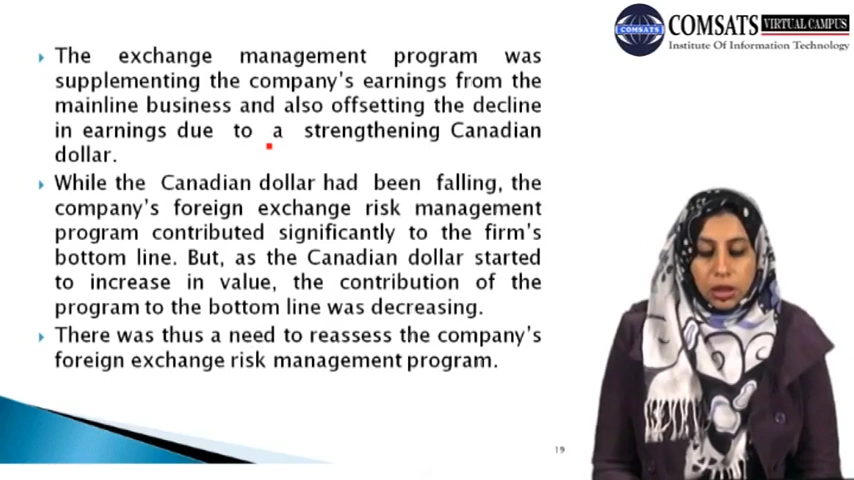 COMSATS VIRTUAL CAMPUS
Institute Of Information Technology
COMSATS
The exchange management program was
supplementing the company's earnings from the
mainline business and also offsetting the decline
in earnings due to a strengthening Canadian
dollar.
While the Canadian dollar had been falling, the
company's foreign exchange risk management
program contributed significantly to the firm's
bottom line. But, as the Canadian dollar started
to increase in value, the contribution of the
program to the bottom line was decreasing.
There was thus a need to reassess the company's
foreign exchange risk management program.
19